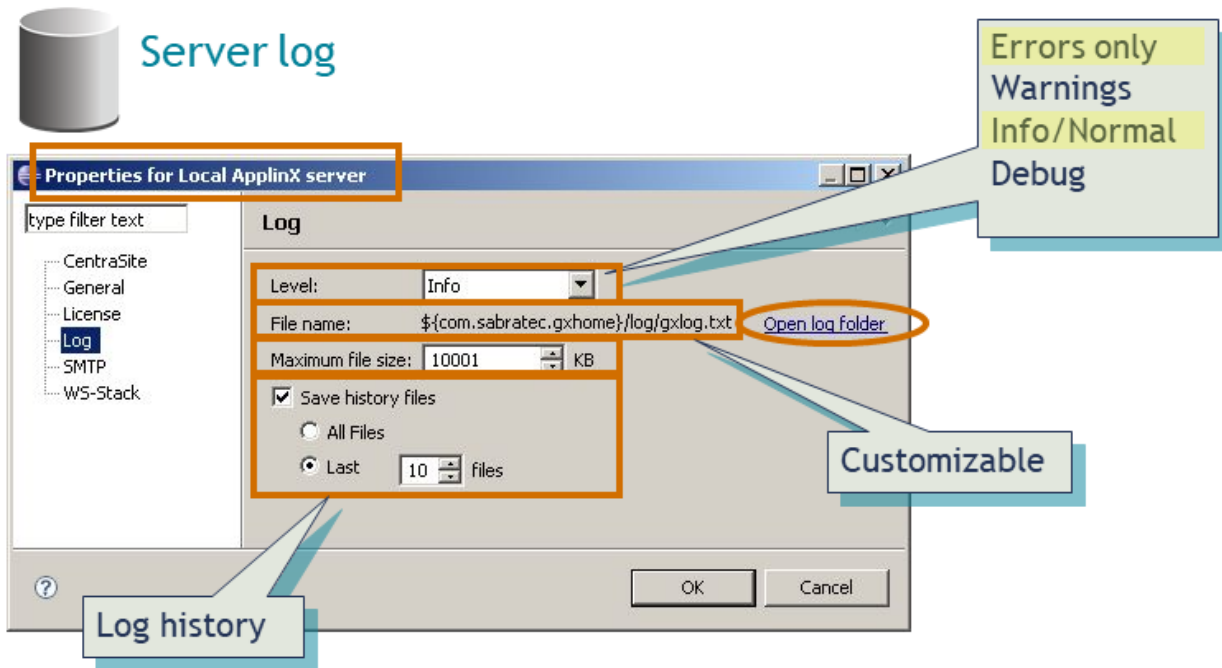 Server log
Errors only
Warnings
Info/Normal
Debug
Properties for Local ApplinX server
type filter text
CentraSite
General
License
Log
SMTP
WS-Stack
Log
Level: Info
File name: ${com.sabratec.gxhome}/log/gxlog.txt Open log folder
Maximum file size: 10001 KB
Save history files
All Files
Last 10 files
Customizable
OK Cancel
Log history